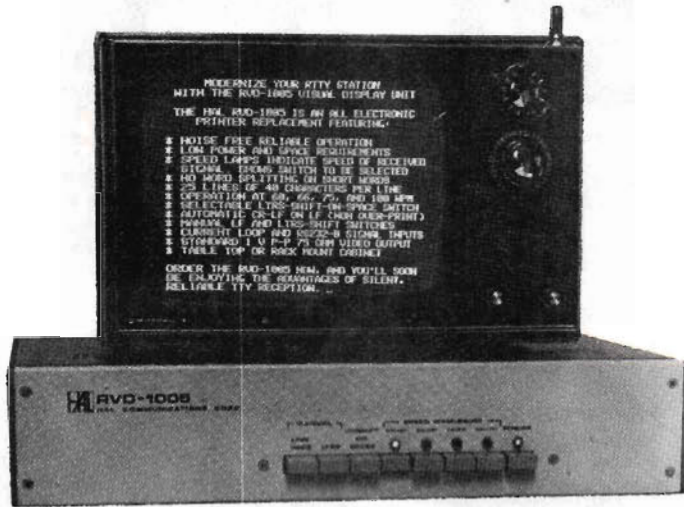 MODERNIZE YOUR RTTY STATION
WITH THE RVD-1005 VISUAL DISPLAY UNIT
THE HAL RVD-1005 IS AN ALL ELECTRONIC
PRINTER REPLACEMENT FEATURING:
* NOISE FREE RELIABLE OPERATION
* LOW POWER AND SPACE REQUIREMENTS
* SPEED LAMPS INDICATE SPEED OF RECEIVED
SIGNAL. SHOWS SWITCH TO BE SELECTED
* NO WORD SPLITTING ON SHORT WORDS
* 25 LINES OF 40 CHARACTERS PER LINE
* OPERATION AT 60, 66, 75, AND 100 WPM
* SELECTABLE LTRS-SHIFT-ON-SPACE SWITCH
* AUTOMATIC CR-LF ON LF (NON OVER-PRINT)
* MANUAL LF AND LTRS-SHIFT SWITCHES
* CURRENT LOOP AND RS232-B SIGNAL INPUTS
* STANDARD 1 V P-P 75 OHM VIDEO OUTPUT
* TABLE TOP OR RACK MOUNT CABINET
ORDER THE RVD-1005 NOW, AND YOU'LL SOON
BE ENJOYING THE ADVANTAGES OF SILENT,
RELIABLE TTY RECEPTION.
HAL RVD-1005
HAL COMMUNICATIONS CORP